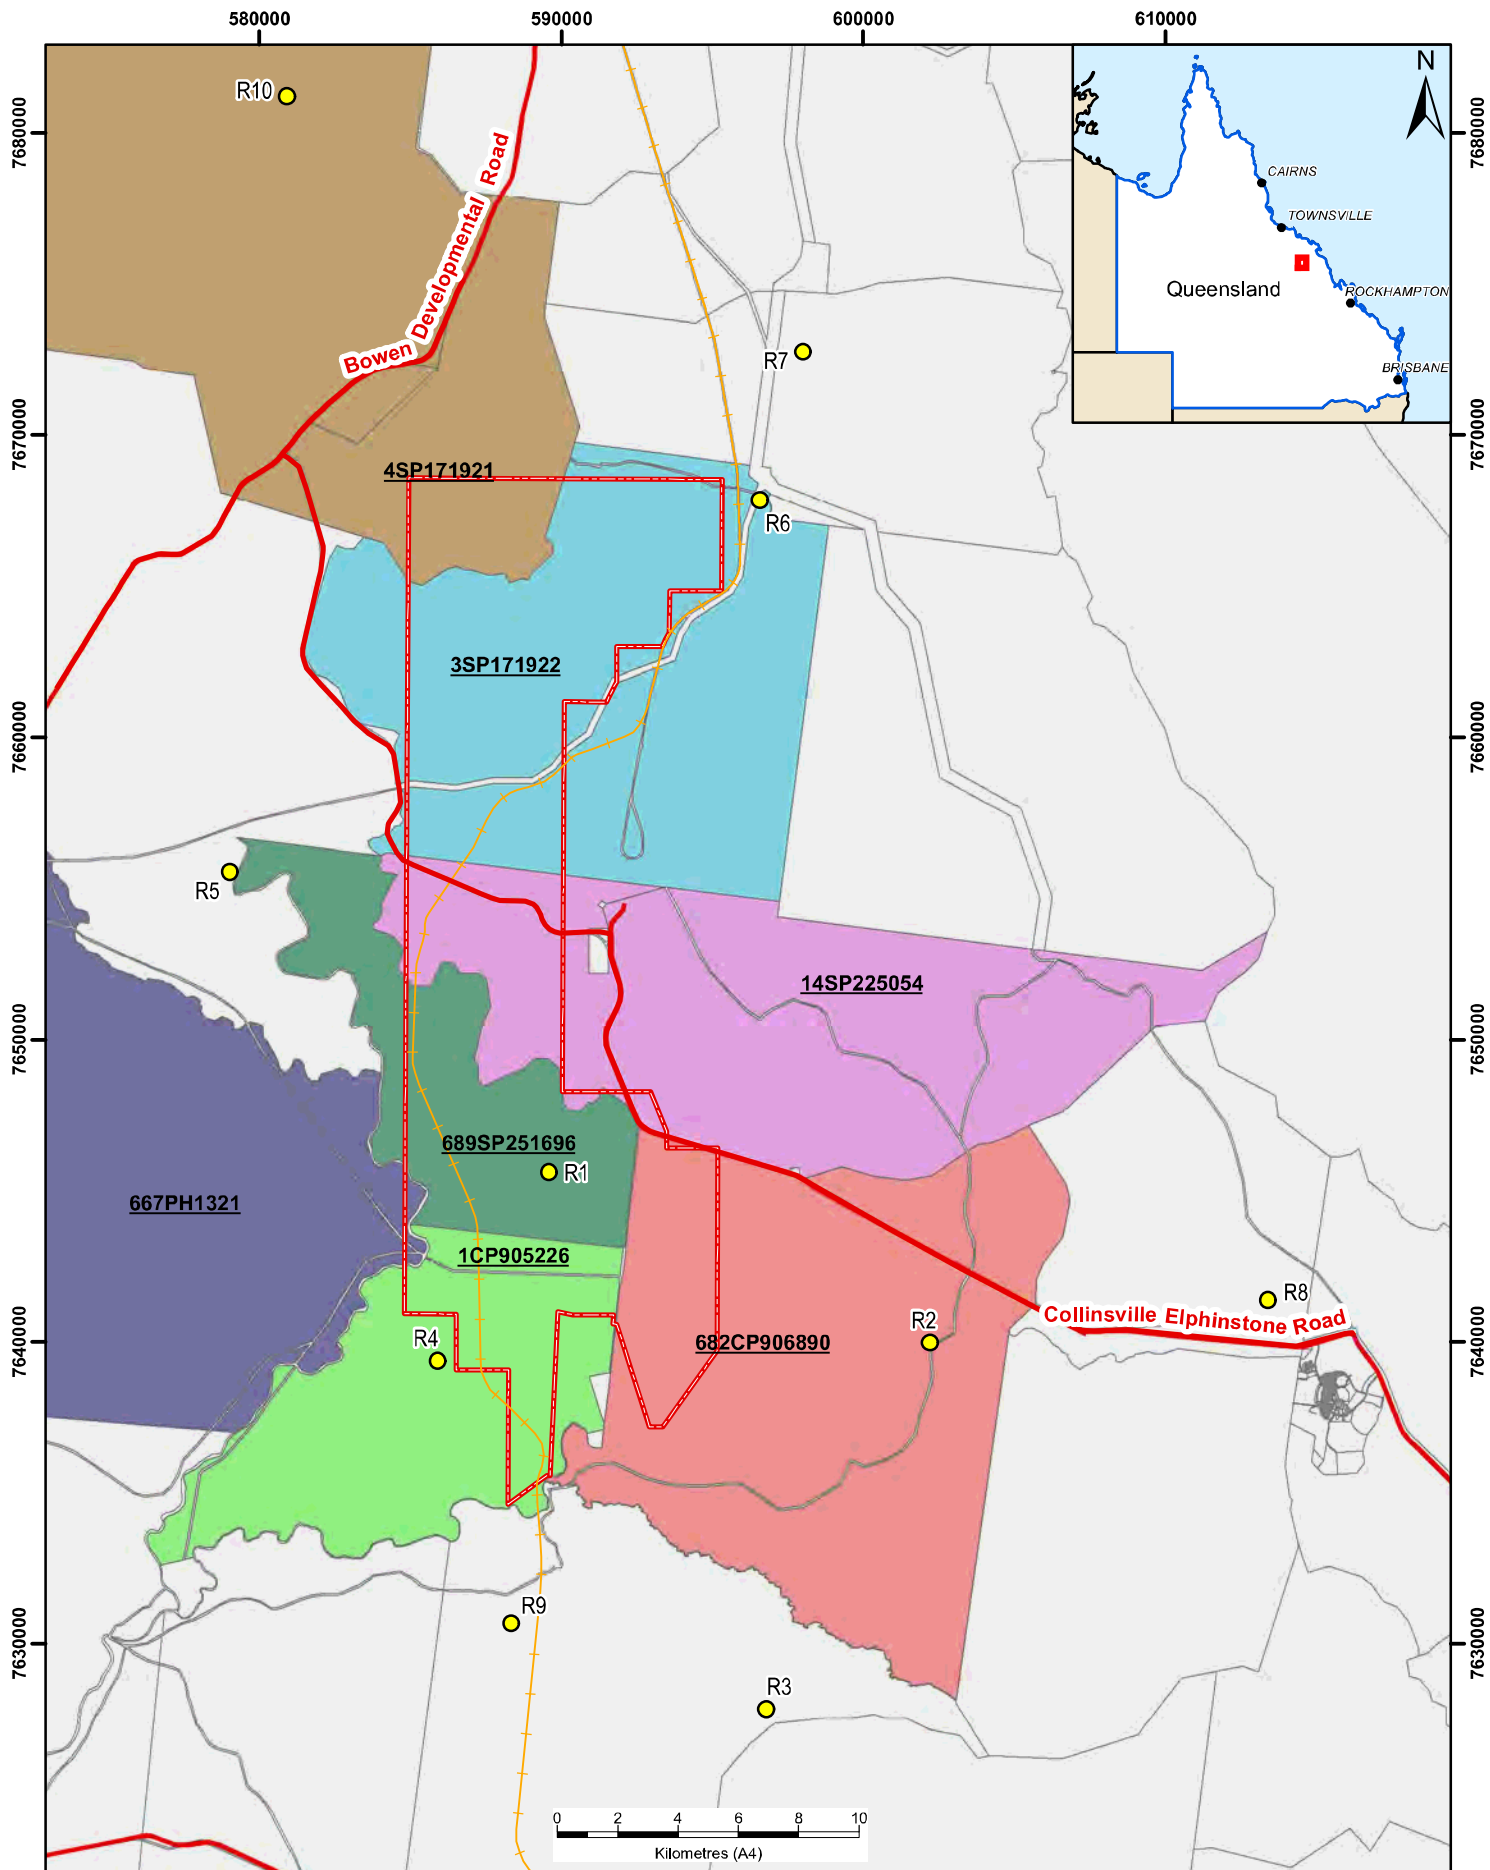 580000
590000
600000
610000
N
7680000
7680000
R10
Bowen Developmental Road
CAIRNS
TOWNSVILLE
Queensland
ROCKHAMPTON
BRISBANE
R7
7670000
7670000
4SP171921
R6
3SP171922
7660000
7660000
R5
14SP225054
7650000
7650000
689SP251696
R1
667PH1321
1CP905226
R8
Collinsville Elphinstone Road
R2
R4
682CP906890
7640000
7640000
R9
7630000
7630000
R3
0 2 4 6 8 10
Kilometres (A4)